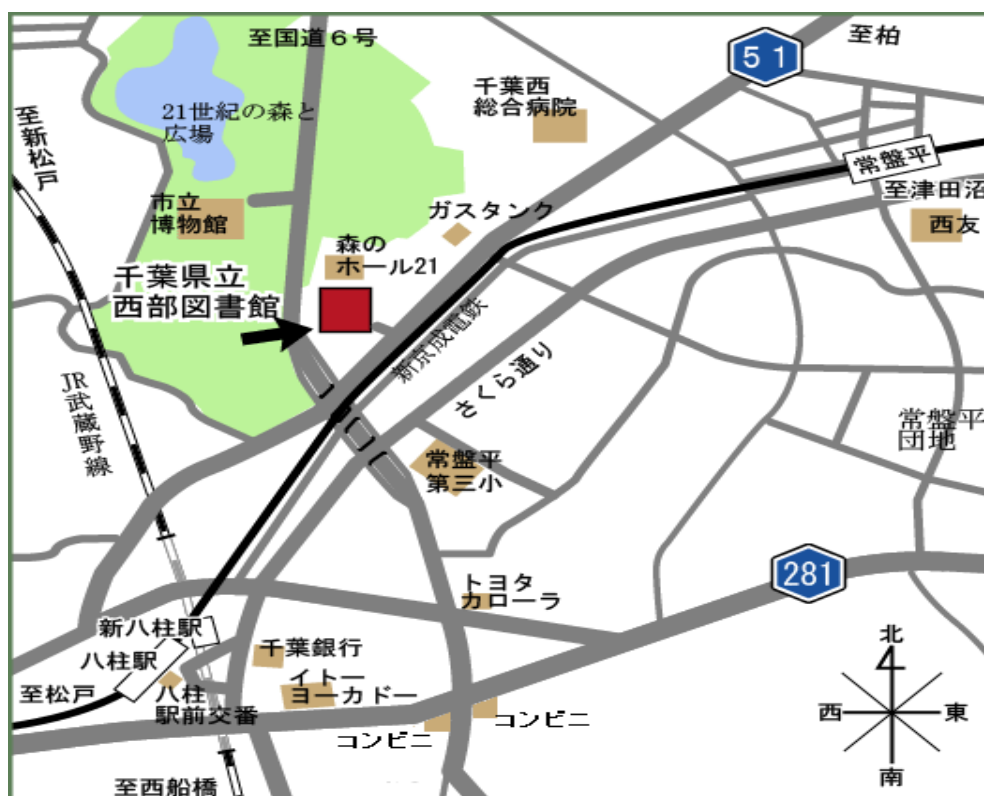 至国道６号
５１
至柏
千葉西
総合病院
21世紀の森と
広場
至新松戸
常盤平
至津田沼
市立
博物館
ガスタンク
西友
森の
ホール21
千葉県立
西部図書館
新京成電鉄
さくら通り
JR武蔵野線
常盤平
団地
常盤平
第三小
281
トヨタ
カローラ
新八柱駅
八柱駅
千葉銀行
至松戸
イトー
ヨーカドー
八柱
駅前交番
コンビニ
コンビニ
至西船橋
北
西
東
南